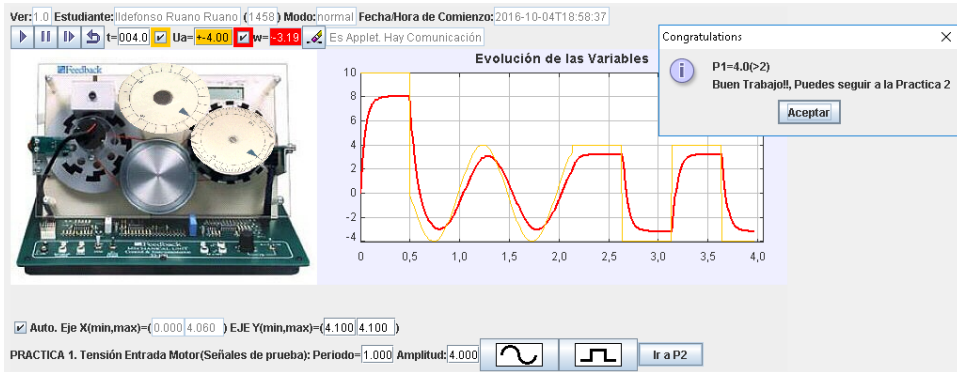 Ver: 1.0 Estudiante: Ildefonso Ruano Ruano (1458) Modo: normal Fecha/Hora de Comienzo: 2016-10-04T18:58:37
t= 004.0 Ua= +-4.00 w= -3.19 Es Applet. Hay Comunicación
Congratulations
P1=4.0(>2)
Buen Trabajo!!, Puedes seguir a la Practica 2
Aceptar
Feedback
Evolución de las Variables
10
8
6
4
2
0
-2
-4
0 0,5 1,0 1,5 2,0 2,5 3,0 3,5 4,0
Feedback
MECHANICAL UNIT
Auto. Eje X(min,max)=( 0.000 4.060 ) EJE Y(min,max)=( 4.100 4.100 )
PRACTICA 1. Tensión Entrada Motor(Señales de prueba): Periodo= 1.000 Amplitud: 4.000 Ir a P2